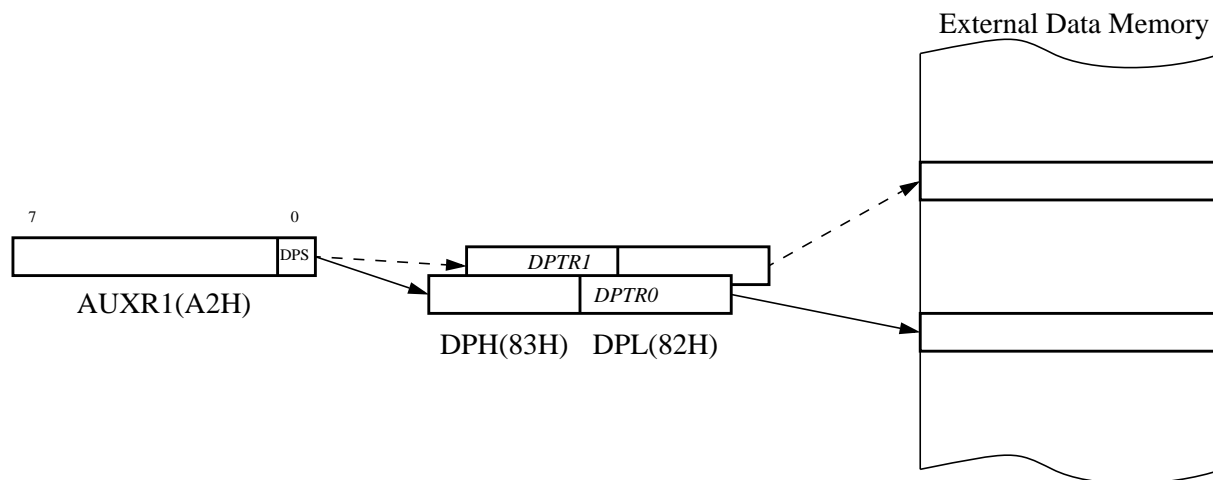 External Data Memory
7
0
DPS
DPTR1
DPTR0
AUXR1(A2H)
DPH(83H) DPL(82H)